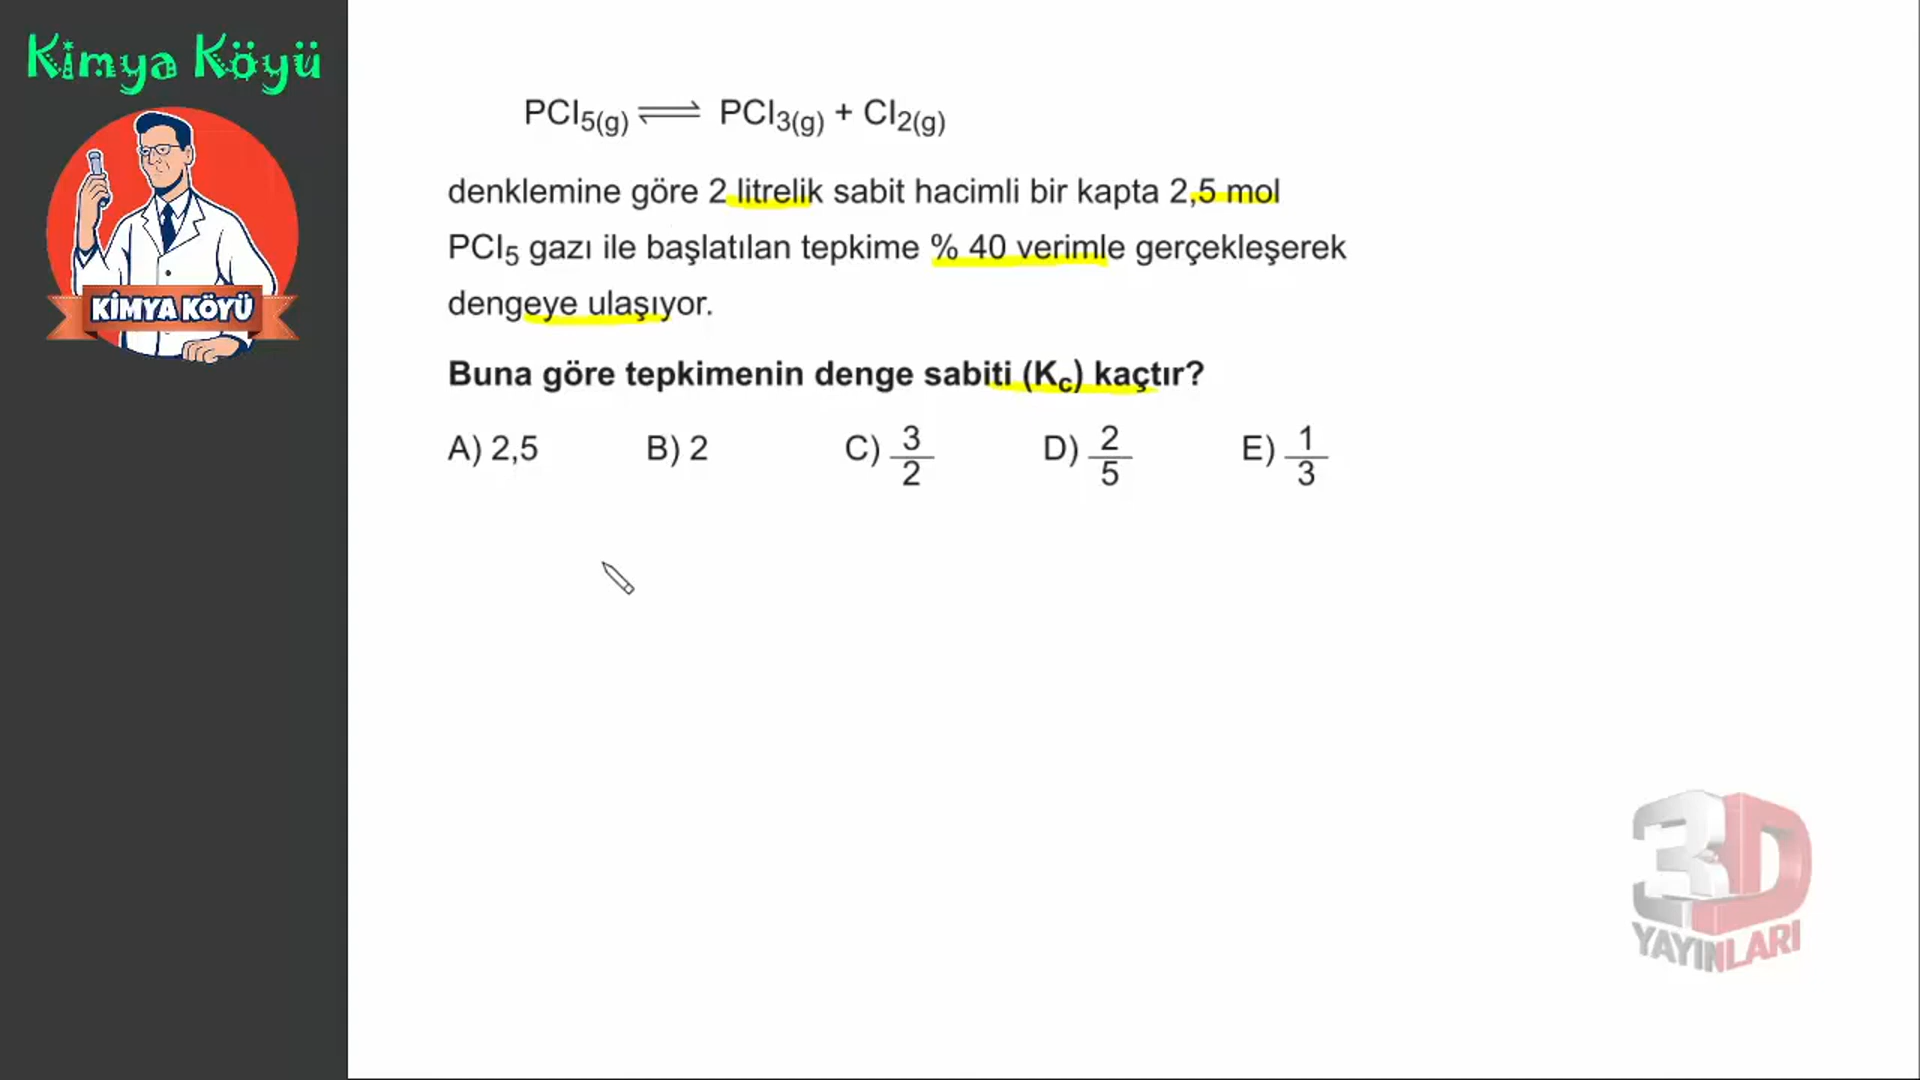 Kimya Köyü
KİMYA KÖYÜ
PCl5(g) ⇌ PCl3(g) + Cl2(g)
denklemine göre 2 litrelik sabit hacimli bir kapta 2,5 mol
PCl5 gazı ile başlatılan tepkime % 40 verimle gerçekleşerek
dengeye ulaşıyor.
Buna göre tepkimenin denge sabiti (Kc) kaçtır?
A) 2,5 B) 2 C) 3/2 D) 2/5 E) 1/3
3D
YAYINLARI